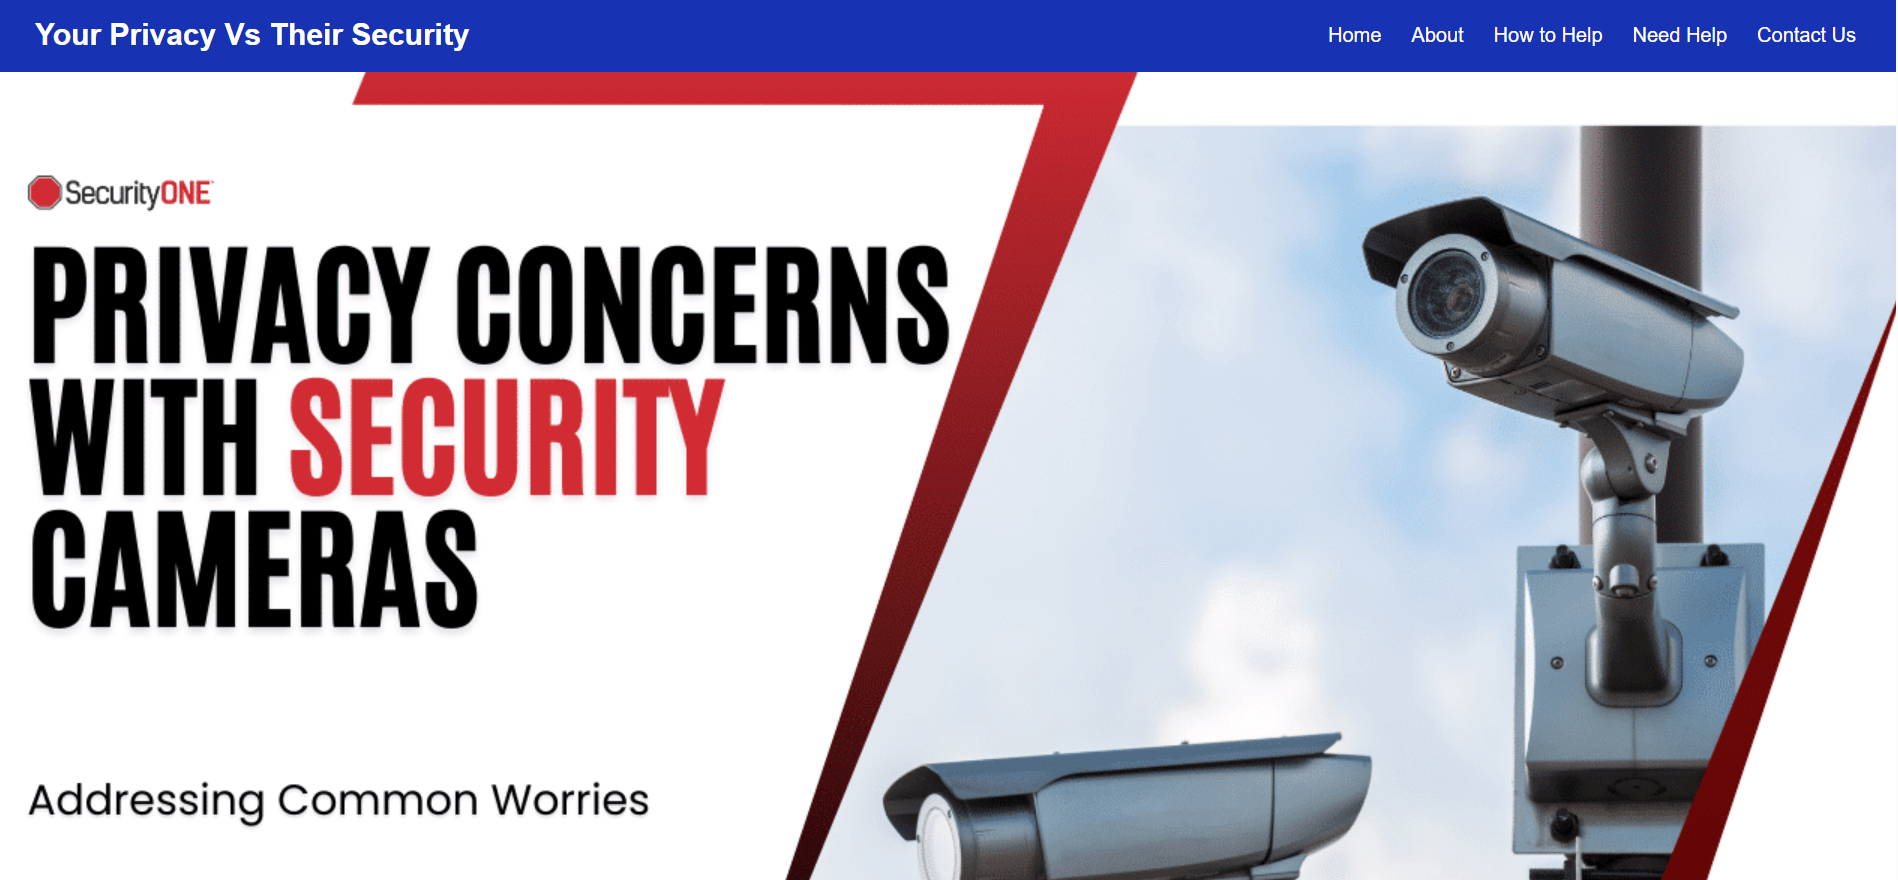 Your Privacy Vs Their Security
Home About How to Help Need Help Contact Us
SecurityONE
PRIVACY CONCERNS
WITH SECURITY
CAMERAS
Addressing Common Worries